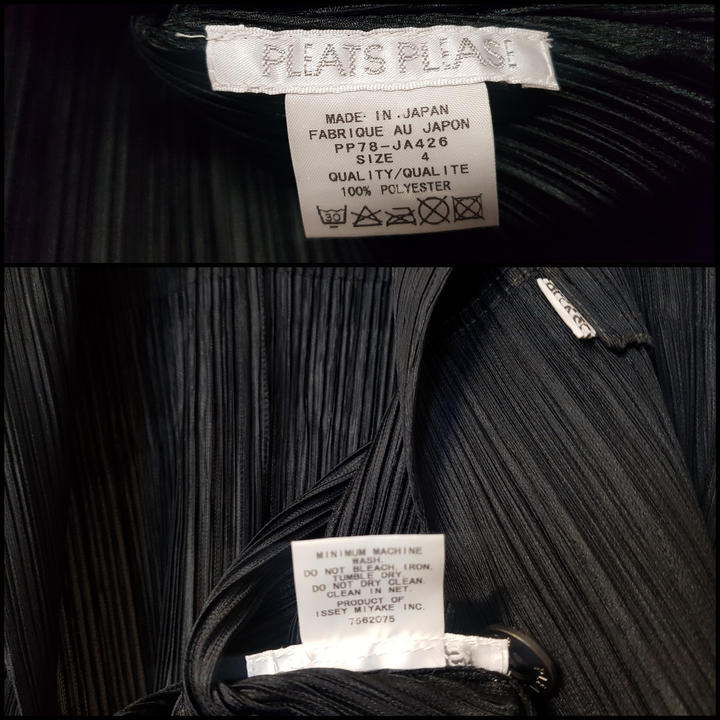 PLEATS PLEASE
MADE IN JAPAN
FABRIQUE AU JAPON
PP78-JA426
SIZE 4
QUALITY/QUALITE
100% POLYESTER
30
MINIMUM MACHINE
WASH.
DO NOT BLEACH, IRON.
TUMBLE DRY.
DO NOT DRY CLEAN.
CLEAN IN NET.
PRODUCT OF
ISSEY MIYAKE INC.
7562075